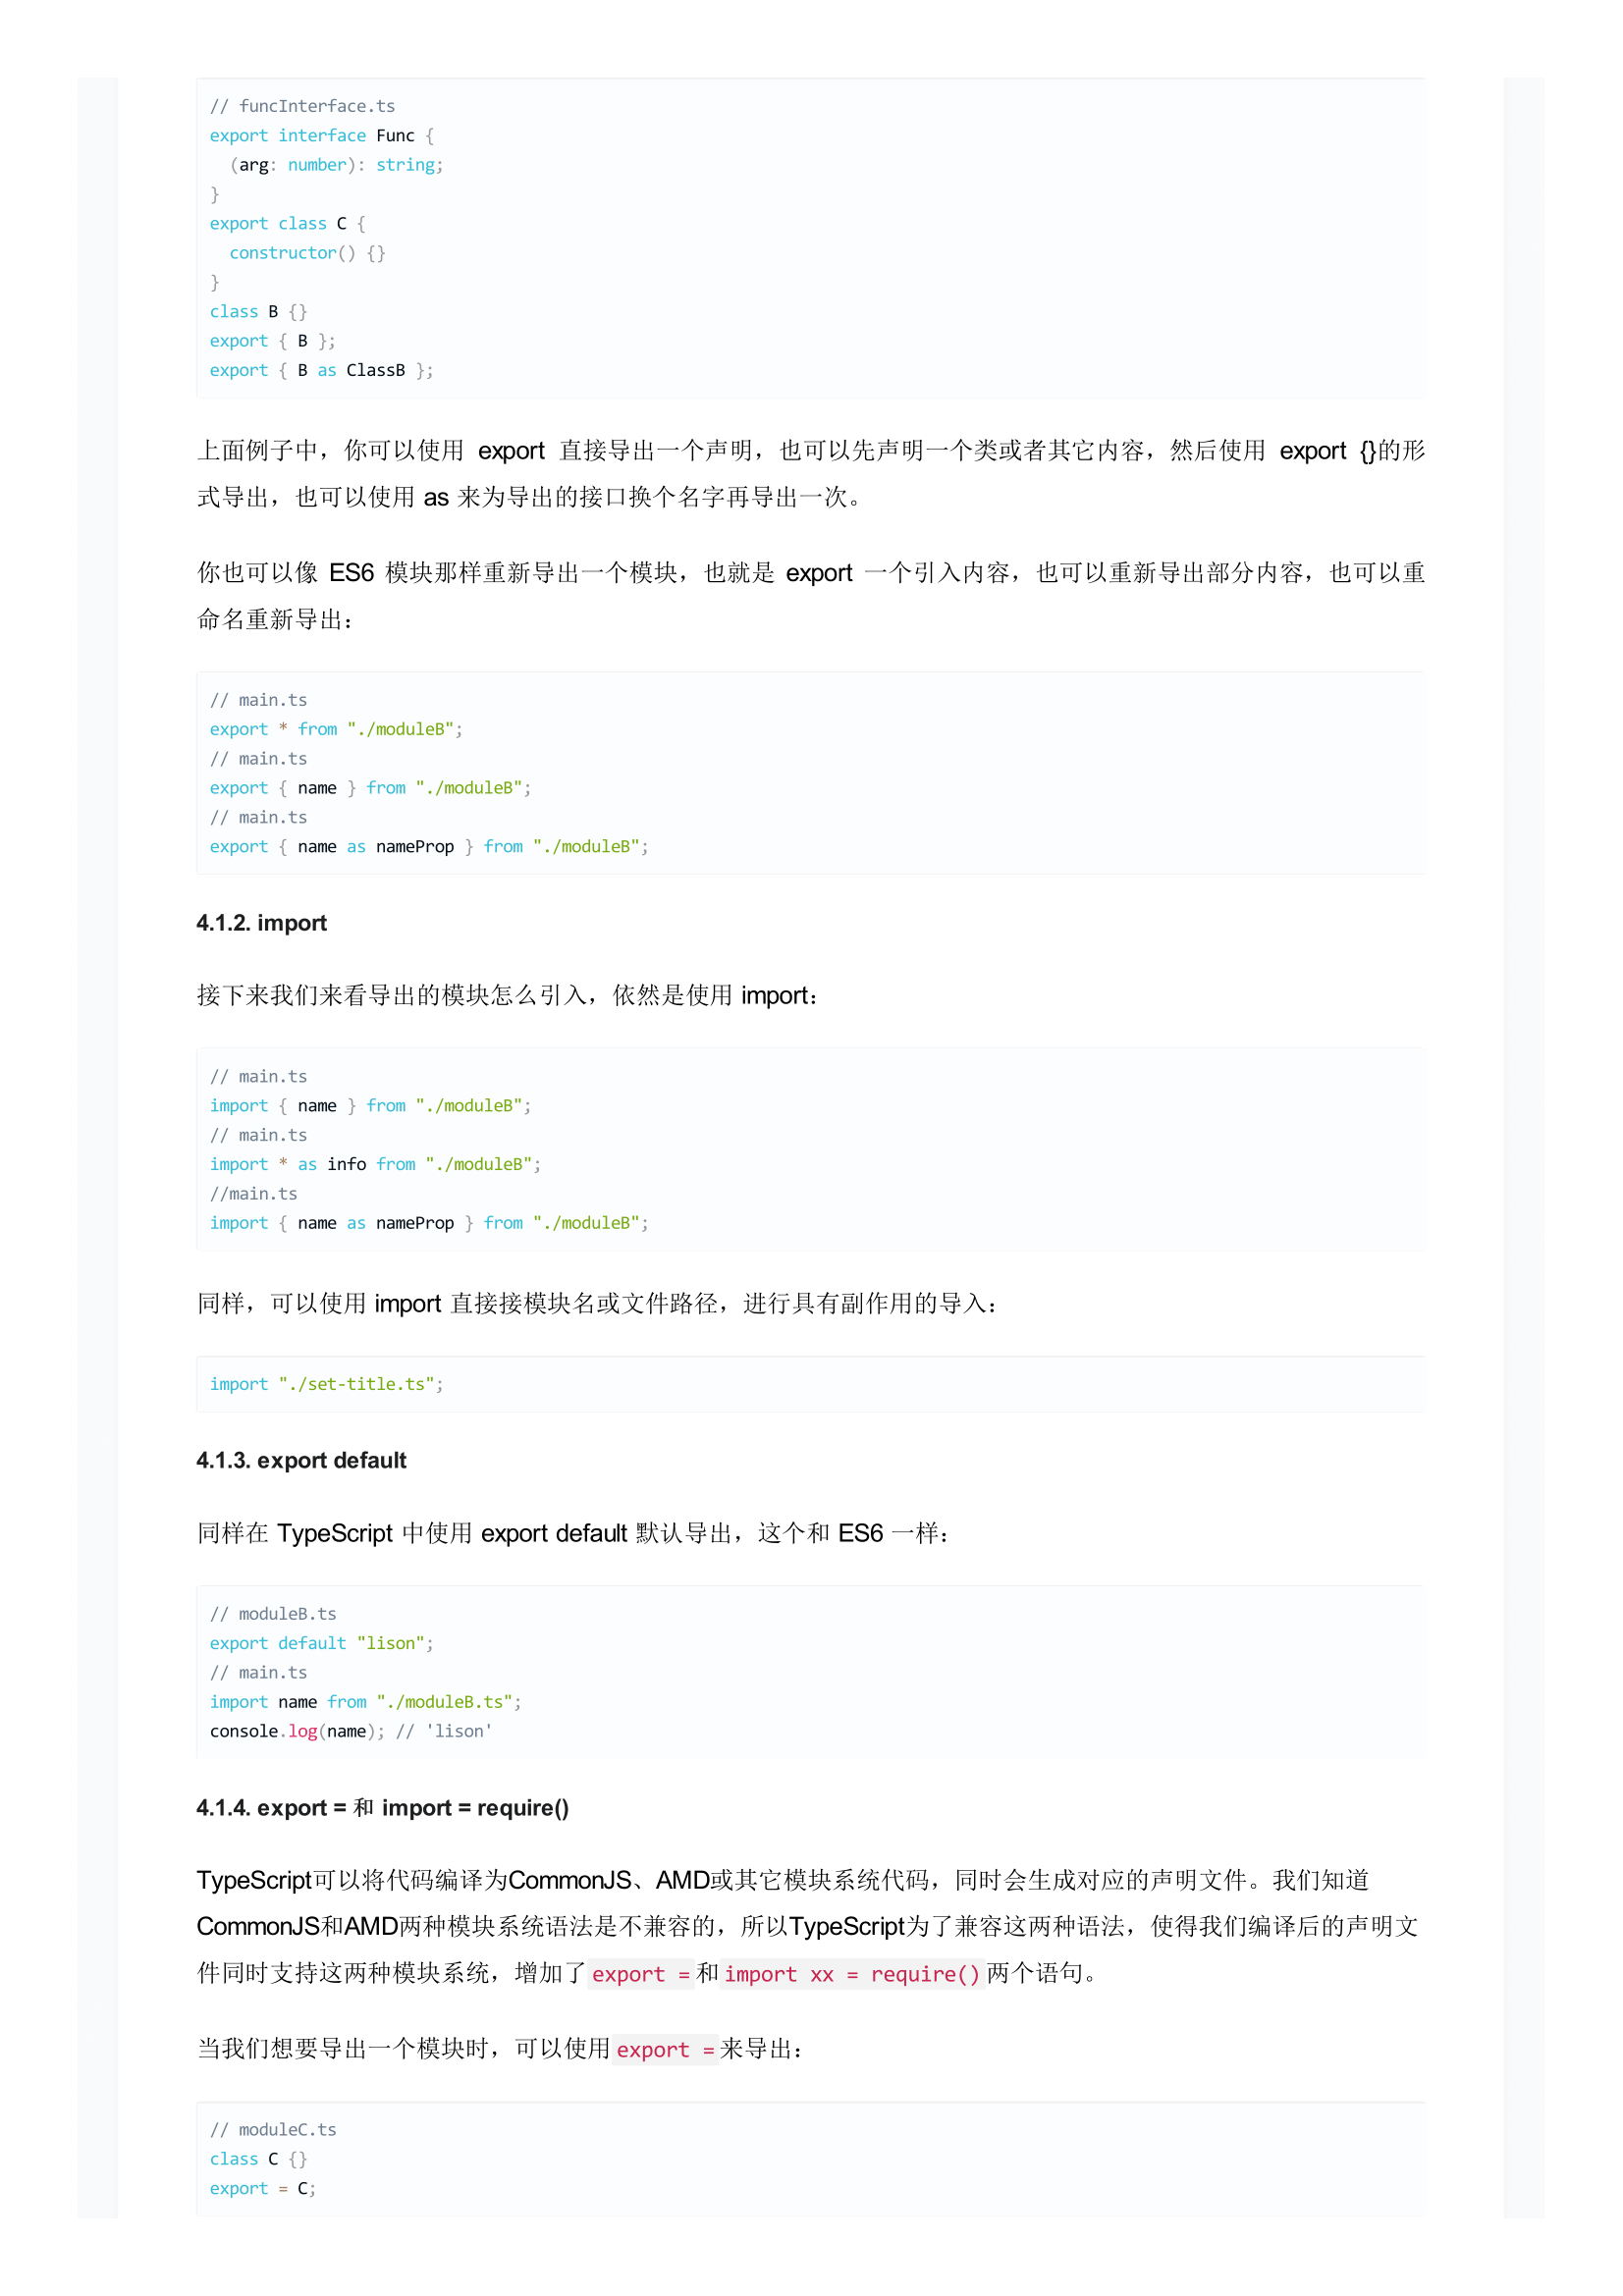 // funcInterface.ts
export interface Func {
  (arg: number): string;
}
export class C {
  constructor() {}
}
class B {}
export { B };
export { B as ClassB };
上面例子中，你可以使用 export 直接导出一个声明，也可以先声明一个类或者其它内容，然后使用 export {}的形
式导出，也可以使用 as 来为导出的接口换个名字再导出一次。
你也可以像 ES6 模块那样重新导出一个模块，也就是 export 一个引入内容，也可以重新导出部分内容，也可以重
命名重新导出：
// main.ts
export * from "./moduleB";
// main.ts
export { name } from "./moduleB";
// main.ts
export { name as nameProp } from "./moduleB";
4.1.2. import
接下来我们来看导出的模块怎么引入，依然是使用 import：
// main.ts
import { name } from "./moduleB";
// main.ts
import * as info from "./moduleB";
//main.ts
import { name as nameProp } from "./moduleB";
同样，可以使用 import 直接接模块名或文件路径，进行具有副作用的导入：
import "./set-title.ts";
4.1.3. export default
同样在 TypeScript 中使用 export default 默认导出，这个和 ES6 一样：
// moduleB.ts
export default "lison";
// main.ts
import name from "./moduleB.ts";
console.log(name); // 'lison'
4.1.4. export = 和 import = require()
TypeScript可以将代码编译为CommonJS、AMD或其它模块系统代码，同时会生成对应的声明文件。我们知道
CommonJS和AMD两种模块系统语法是不兼容的，所以TypeScript为了兼容这两种语法，使得我们编译后的声明文
件同时支持这两种模块系统，增加了export =和import xx = require()两个语句。
当我们想要导出一个模块时，可以使用export =来导出：
// moduleC.ts
class C {}
export = C;